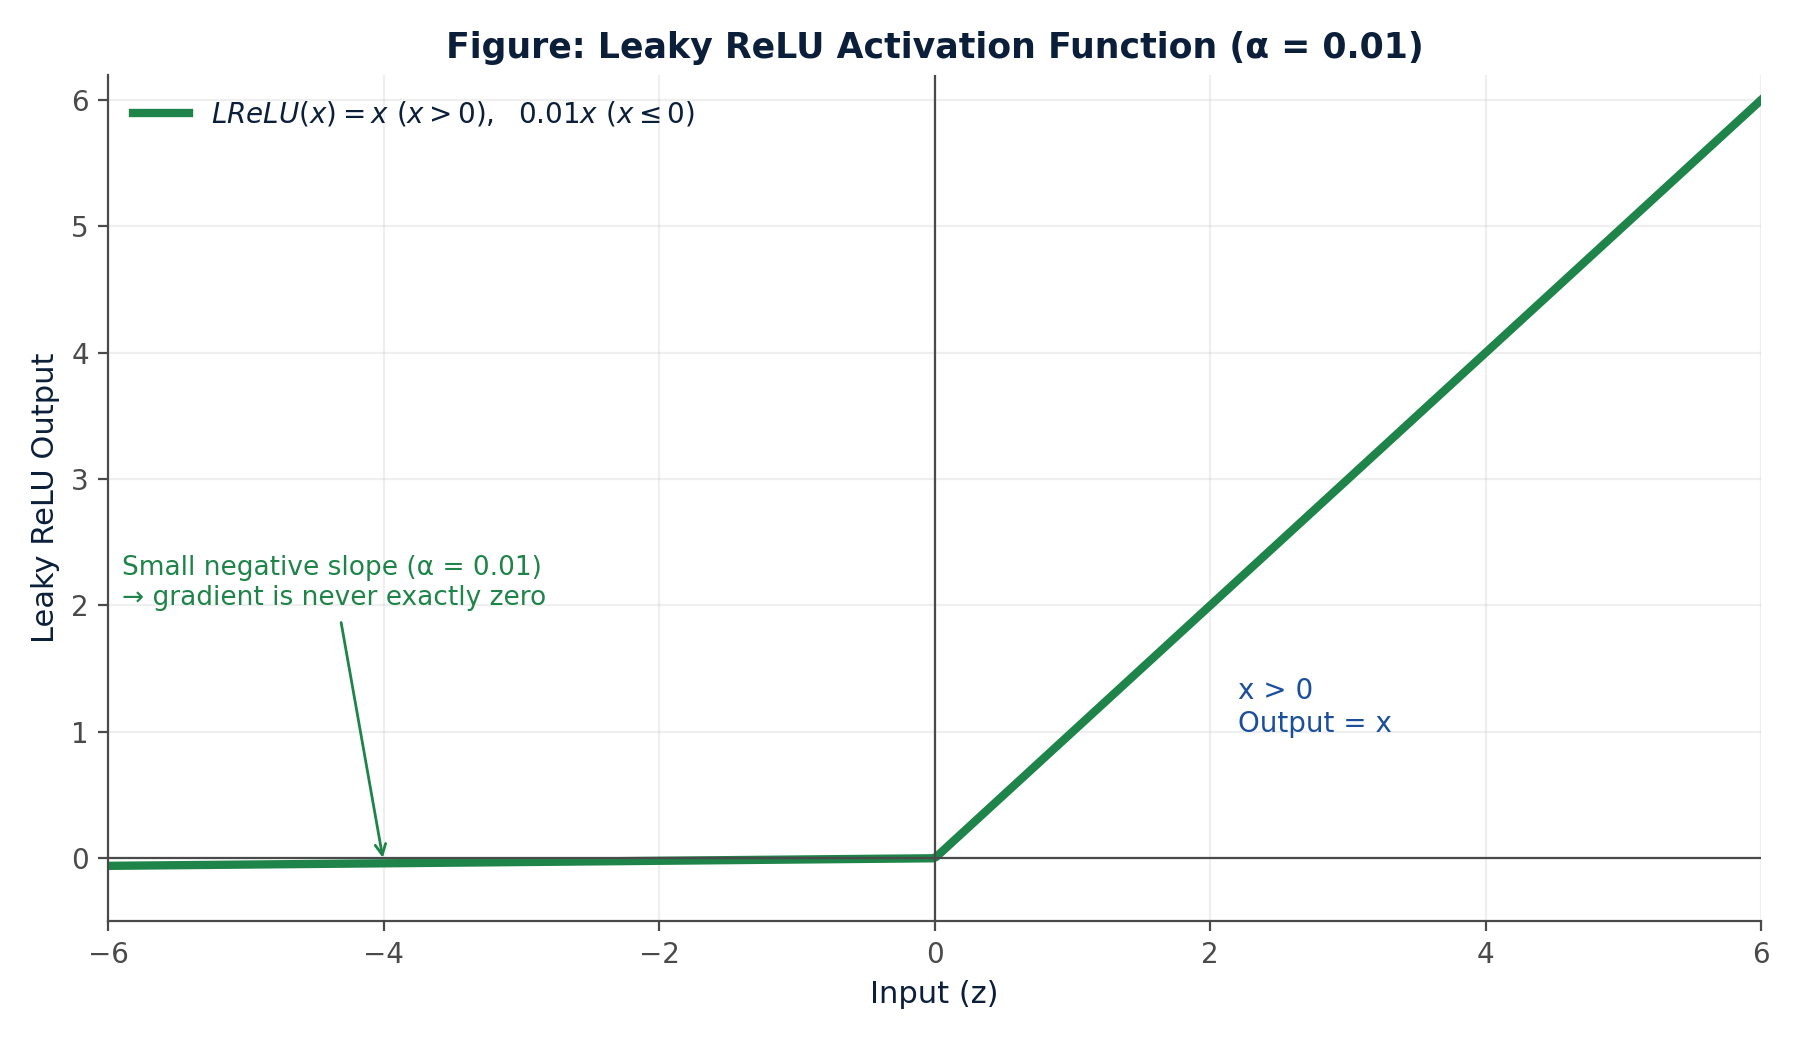 Figure: Leaky ReLU Activation Function (α = 0.01)
LReLU(x) = x (x > 0),   0.01x (x ≤ 0)
6
5
4
3
2
1
0
Leaky ReLU Output
Small negative slope (α = 0.01)
→ gradient is never exactly zero
x > 0
Output = x
−6 −4 −2 0 2 4 6
Input (z)